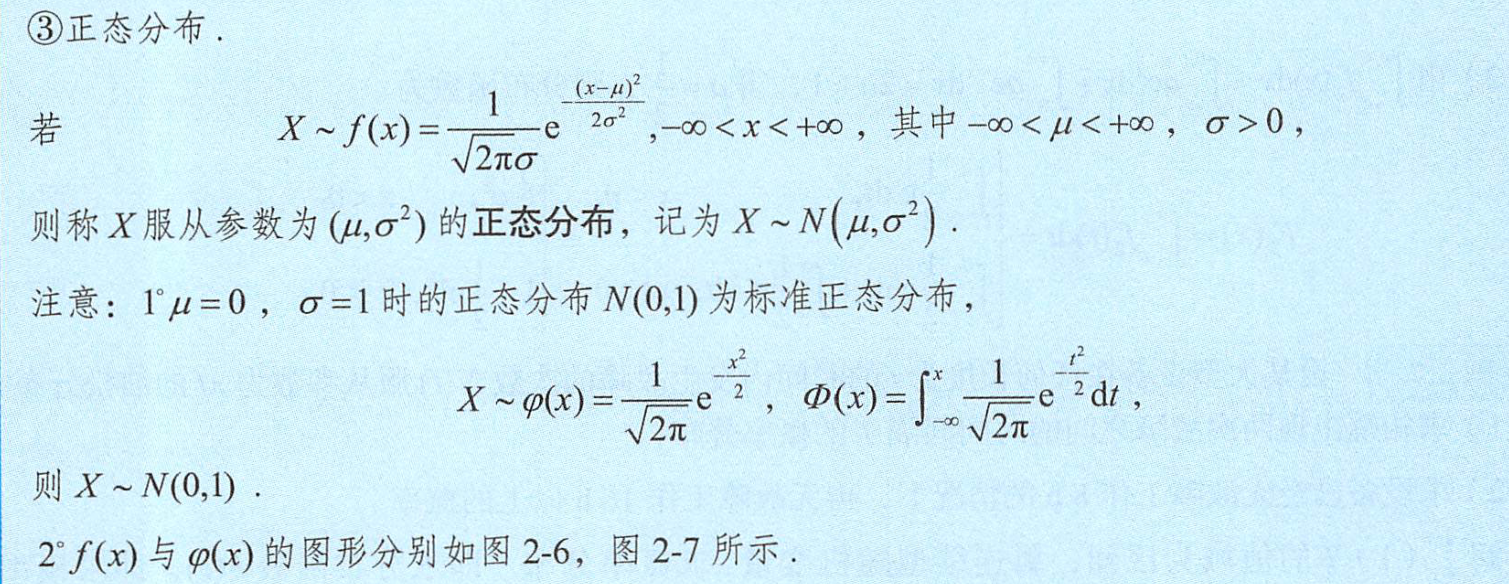 ③正态分布．
若 $X \sim f(x)=\frac{1}{\sqrt{2\pi}\sigma}\mathrm{e}^{-\frac{(x-\mu)^2}{2\sigma^2}},-\infty<x<+\infty$，其中$-\infty<\mu<+\infty$，$\sigma>0$，
则称 $X$ 服从参数为 $(\mu,\sigma^2)$ 的正态分布，记为 $X \sim N(\mu,\sigma^2)$．
注意：$1^\circ \mu=0$，$\sigma=1$ 时的正态分布 $N(0,1)$ 为标准正态分布，
$X \sim \varphi(x)=\frac{1}{\sqrt{2\pi}}\mathrm{e}^{-\frac{x^2}{2}}$，$\Phi(x)=\int_{-\infty}^{x}\frac{1}{\sqrt{2\pi}}\mathrm{e}^{-\frac{t^2}{2}}\mathrm{d}t$，
则 $X \sim N(0,1)$．
$2^\circ f(x)$ 与 $\varphi(x)$ 的图形分别如图 2-6，图 2-7 所示．